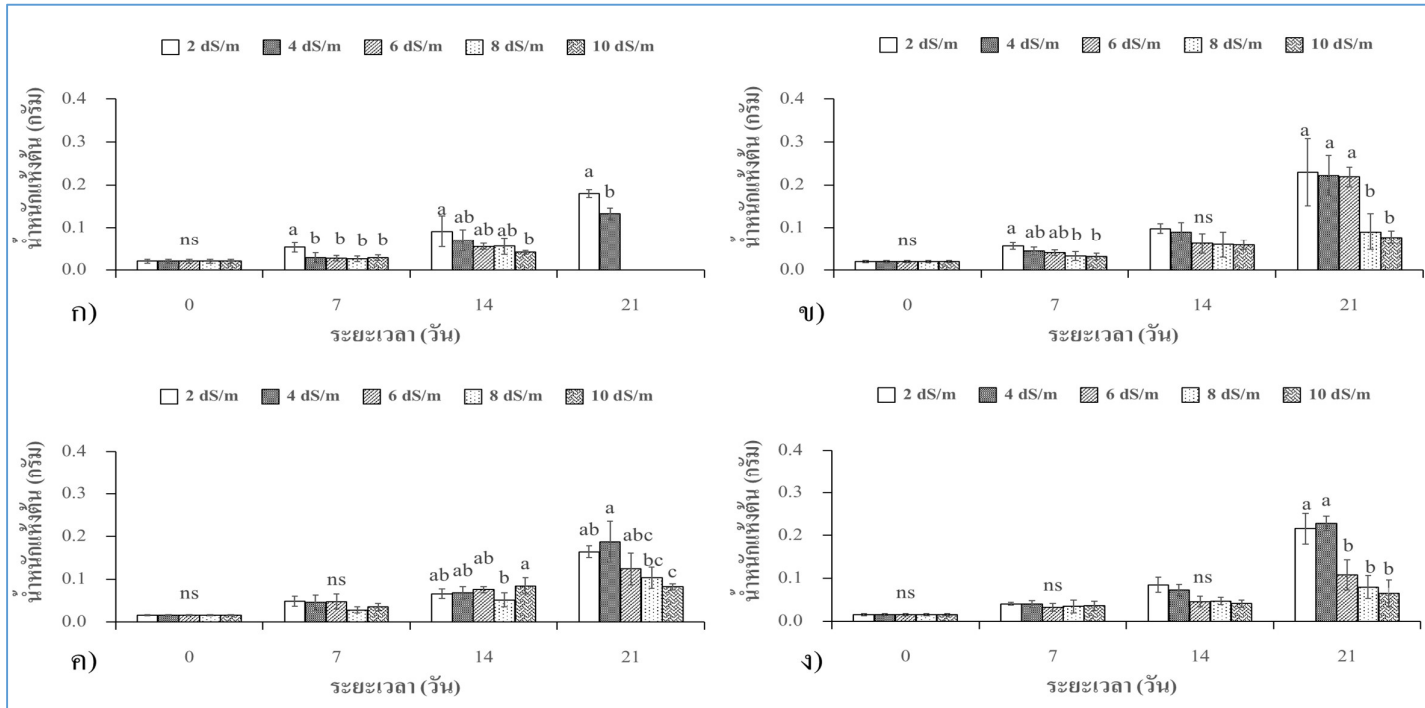 2 dS/m 4 dS/m 6 dS/m 8 dS/m 10 dS/m
น้ำหนักแห้งต้น (กรัม)
0.4
0.3
0.2
0.1
0.0
ns
a b b b b
a ab ab ab b
a b
0 7 14 21
ก)
ระยะเวลา (วัน)
2 dS/m 4 dS/m 6 dS/m 8 dS/m 10 dS/m
น้ำหนักแห้งต้น (กรัม)
0.4
0.3
0.2
0.1
0.0
ns
a ab ab b b
ns
a a a b b
0 7 14 21
ข)
ระยะเวลา (วัน)
2 dS/m 4 dS/m 6 dS/m 8 dS/m 10 dS/m
น้ำหนักแห้งต้น (กรัม)
0.4
0.3
0.2
0.1
0.0
ns
ns
ab ab ab b a
ab a abc bc c
0 7 14 21
ค)
ระยะเวลา (วัน)
2 dS/m 4 dS/m 6 dS/m 8 dS/m 10 dS/m
น้ำหนักแห้งต้น (กรัม)
0.4
0.3
0.2
0.1
0.0
ns
ns
ns
a a b b b
0 7 14 21
ง)
ระยะเวลา (วัน)